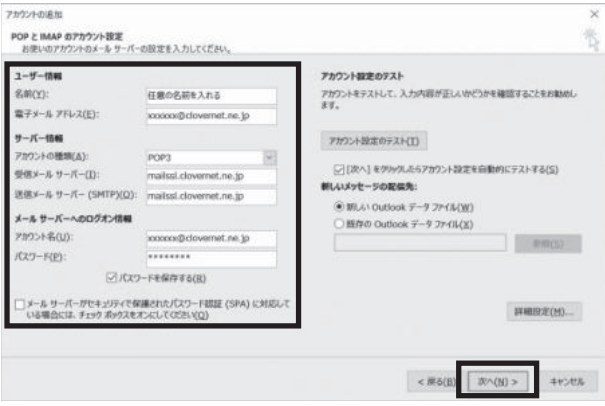 アカウントの追加
POP と IMAP のアカウント設定
お使いのアカウントのメール サーバーの設定を入力してください。
ユーザー情報
名前(Y):
任意の名前を入れる
電子メール アドレス(E):
xxxxxx@clovernet.ne.jp
サーバー情報
アカウントの種類(A):
POP3
受信メール サーバー(I):
mailssl.clovernet.ne.jp
送信メール サーバー (SMTP)(O):
mailssl.clovernet.ne.jp
メール サーバーへのログオン情報
アカウント名(U):
xxxxxx@clovernet.ne.jp
パスワード(P):
********
パスワードを保存する(R)
メール サーバーがセキュリティで保護されたパスワード認証 (SPA) に対応して
いる場合には、チェック ボックスをオンにしてください(Q)
アカウント設定のテスト
アカウントをテストして、入力内容が正しいかどうかを確認することをお勧めし
ます。
アカウント設定のテスト(T)
[次へ] をクリックしたらアカウント設定を自動的にテストする(S)
新しいメッセージの配信先:
新しい Outlook データ ファイル(W)
既存の Outlook データ ファイル(X)
参照(S)
詳細設定(M)...
< 戻る(B)
次へ(N) >
キャンセル